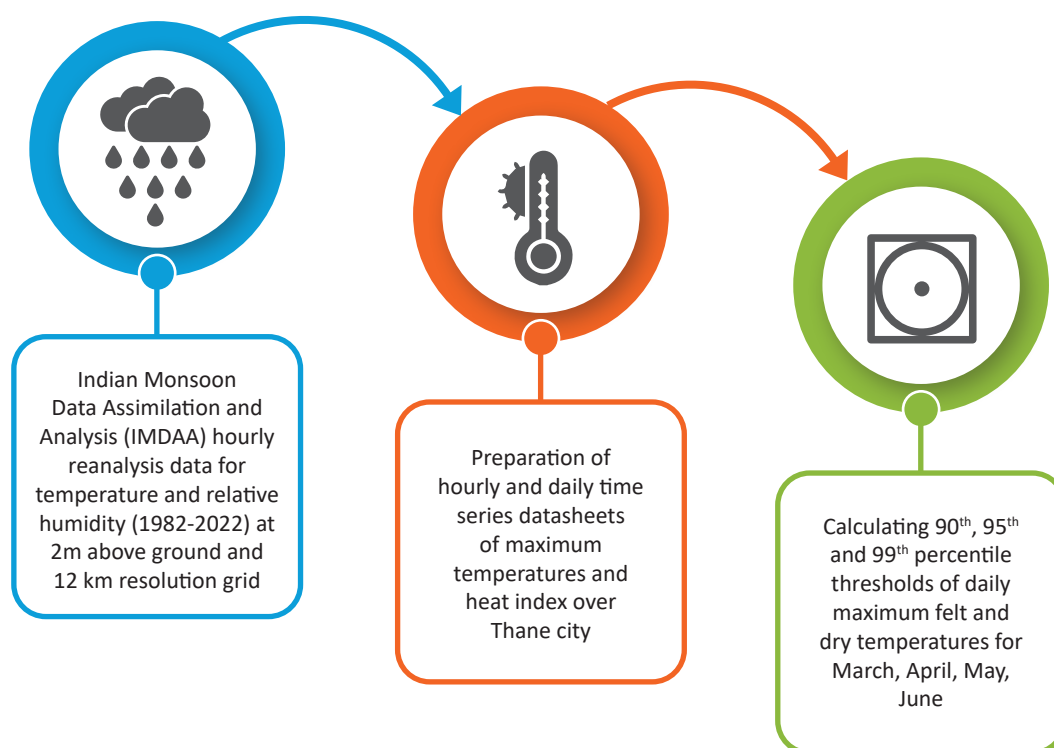 Indian Monsoon
Data Assimilation and
Analysis (IMDAA) hourly
reanalysis data for
temperature and relative
humidity (1982-2022) at
2m above ground and
12 km resolution grid
Preparation of
hourly and daily time
series datasheets
of maximum
temperatures and
heat index over
Thane city
Calculating 90th, 95th
and 99th percentile
thresholds of daily
maximum felt and
dry temperatures for
March, April, May,
June